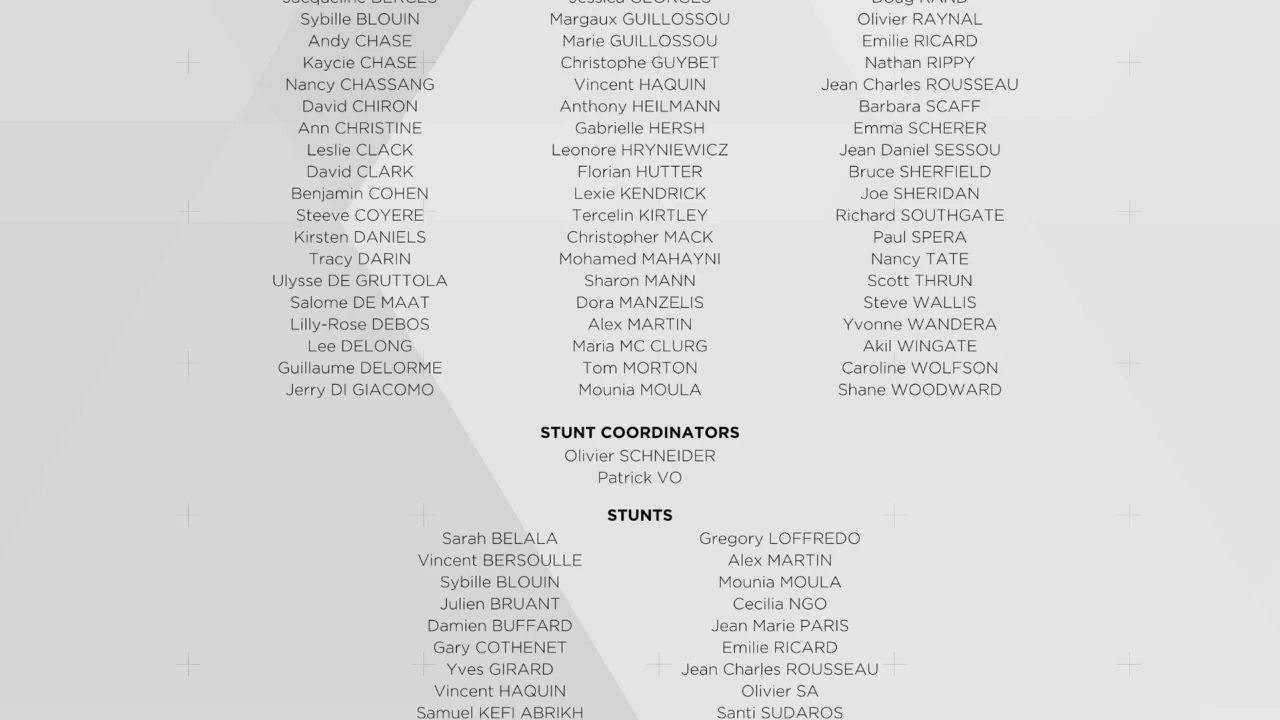 Sybille BLOUIN
Andy CHASE
Kaycie CHASE
Nancy CHASSANG
David CHIRON
Ann CHRISTINE
Leslie CLACK
David CLARK
Benjamin COHEN
Steeve COYERE
Kirsten DANIELS
Tracy DARIN
Ulysse DE GRUTTOLA
Salome DE MAAT
Lilly-Rose DEBOS
Lee DELONG
Guillaume DELORME
Jerry DI GIACOMO
Margaux GUILLOSSOU
Marie GUILLOSSOU
Christophe GUYBET
Vincent HAQUIN
Anthony HEILMANN
Gabrielle HERSH
Leonore HRYNIEWICZ
Florian HUTTER
Lexie KENDRICK
Tercelin KIRTLEY
Christopher MACK
Mohamed MAHAYNI
Sharon MANN
Dora MANZELIS
Alex MARTIN
Maria MC CLURG
Tom MORTON
Mounia MOULA
Olivier RAYNAL
Emilie RICARD
Nathan RIPPY
Jean Charles ROUSSEAU
Barbara SCAFF
Emma SCHERER
Jean Daniel SESSOU
Bruce SHERFIELD
Joe SHERIDAN
Richard SOUTHGATE
Paul SPERA
Nancy TATE
Scott THRUN
Steve WALLIS
Yvonne WANDERA
Akil WINGATE
Caroline WOLFSON
Shane WOODWARD
STUNT COORDINATORS
Olivier SCHNEIDER
Patrick VO
STUNTS
Sarah BELALA
Vincent BERSOULLE
Sybille BLOUIN
Julien BRUANT
Damien BUFFARD
Gary COTHENET
Yves GIRARD
Vincent HAQUIN
Samuel KEFI ABRIKH
Gregory LOFFREDO
Alex MARTIN
Mounia MOULA
Cecilia NGO
Jean Marie PARIS
Emilie RICARD
Jean Charles ROUSSEAU
Olivier SA
Santi SUDAROS